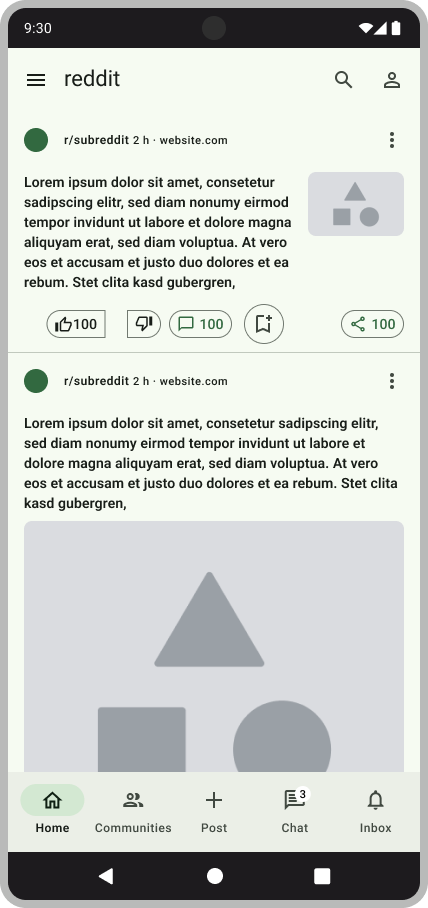 9:30
reddit
r/subreddit 2 h · website.com
Lorem ipsum dolor sit amet, consetetur
sadipscing elitr, sed diam nonumy eirmod
tempor invidunt ut labore et dolore magna
aliquyam erat, sed diam voluptua. At vero
eos et accusam et justo duo dolores et ea
rebum. Stet clita kasd gubergren,
100 100 100
r/subreddit 2 h · website.com
Lorem ipsum dolor sit amet, consetetur sadipscing elitr,
sed diam nonumy eirmod tempor invidunt ut labore et
dolore magna aliquyam erat, sed diam voluptua. At vero
eos et accusam et justo duo dolores et ea rebum. Stet clita
kasd gubergren,
3
Home Communities Post Chat Inbox